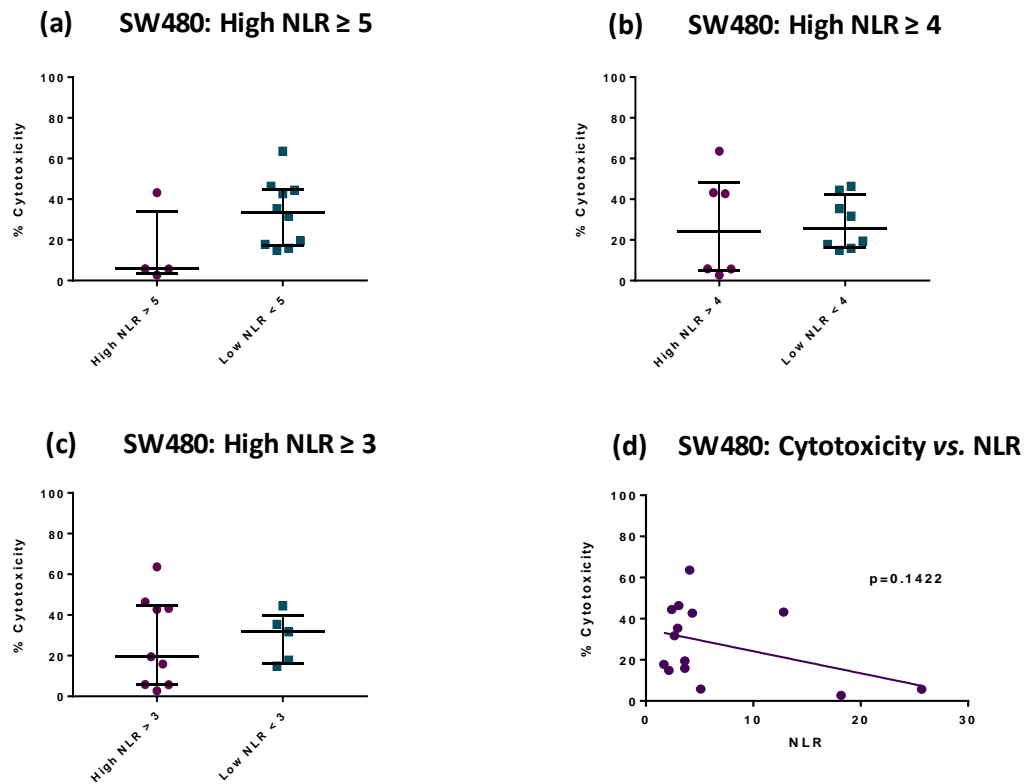 (a) SW480: High NLR ≥ 5
100
80
60
40
20
0
% Cytotoxicity
High NLR > 5
Low NLR < 5
(b) SW480: High NLR ≥ 4
100
80
60
40
20
0
% Cytotoxicity
High NLR > 4
Low NLR < 4
(c) SW480: High NLR ≥ 3
100
80
60
40
20
0
% Cytotoxicity
High NLR > 3
Low NLR < 3
(d) SW480: Cytotoxicity vs. NLR
100
80
60
40
20
0
% Cytotoxicity
p=0.1422
0 10 20 30
NLR